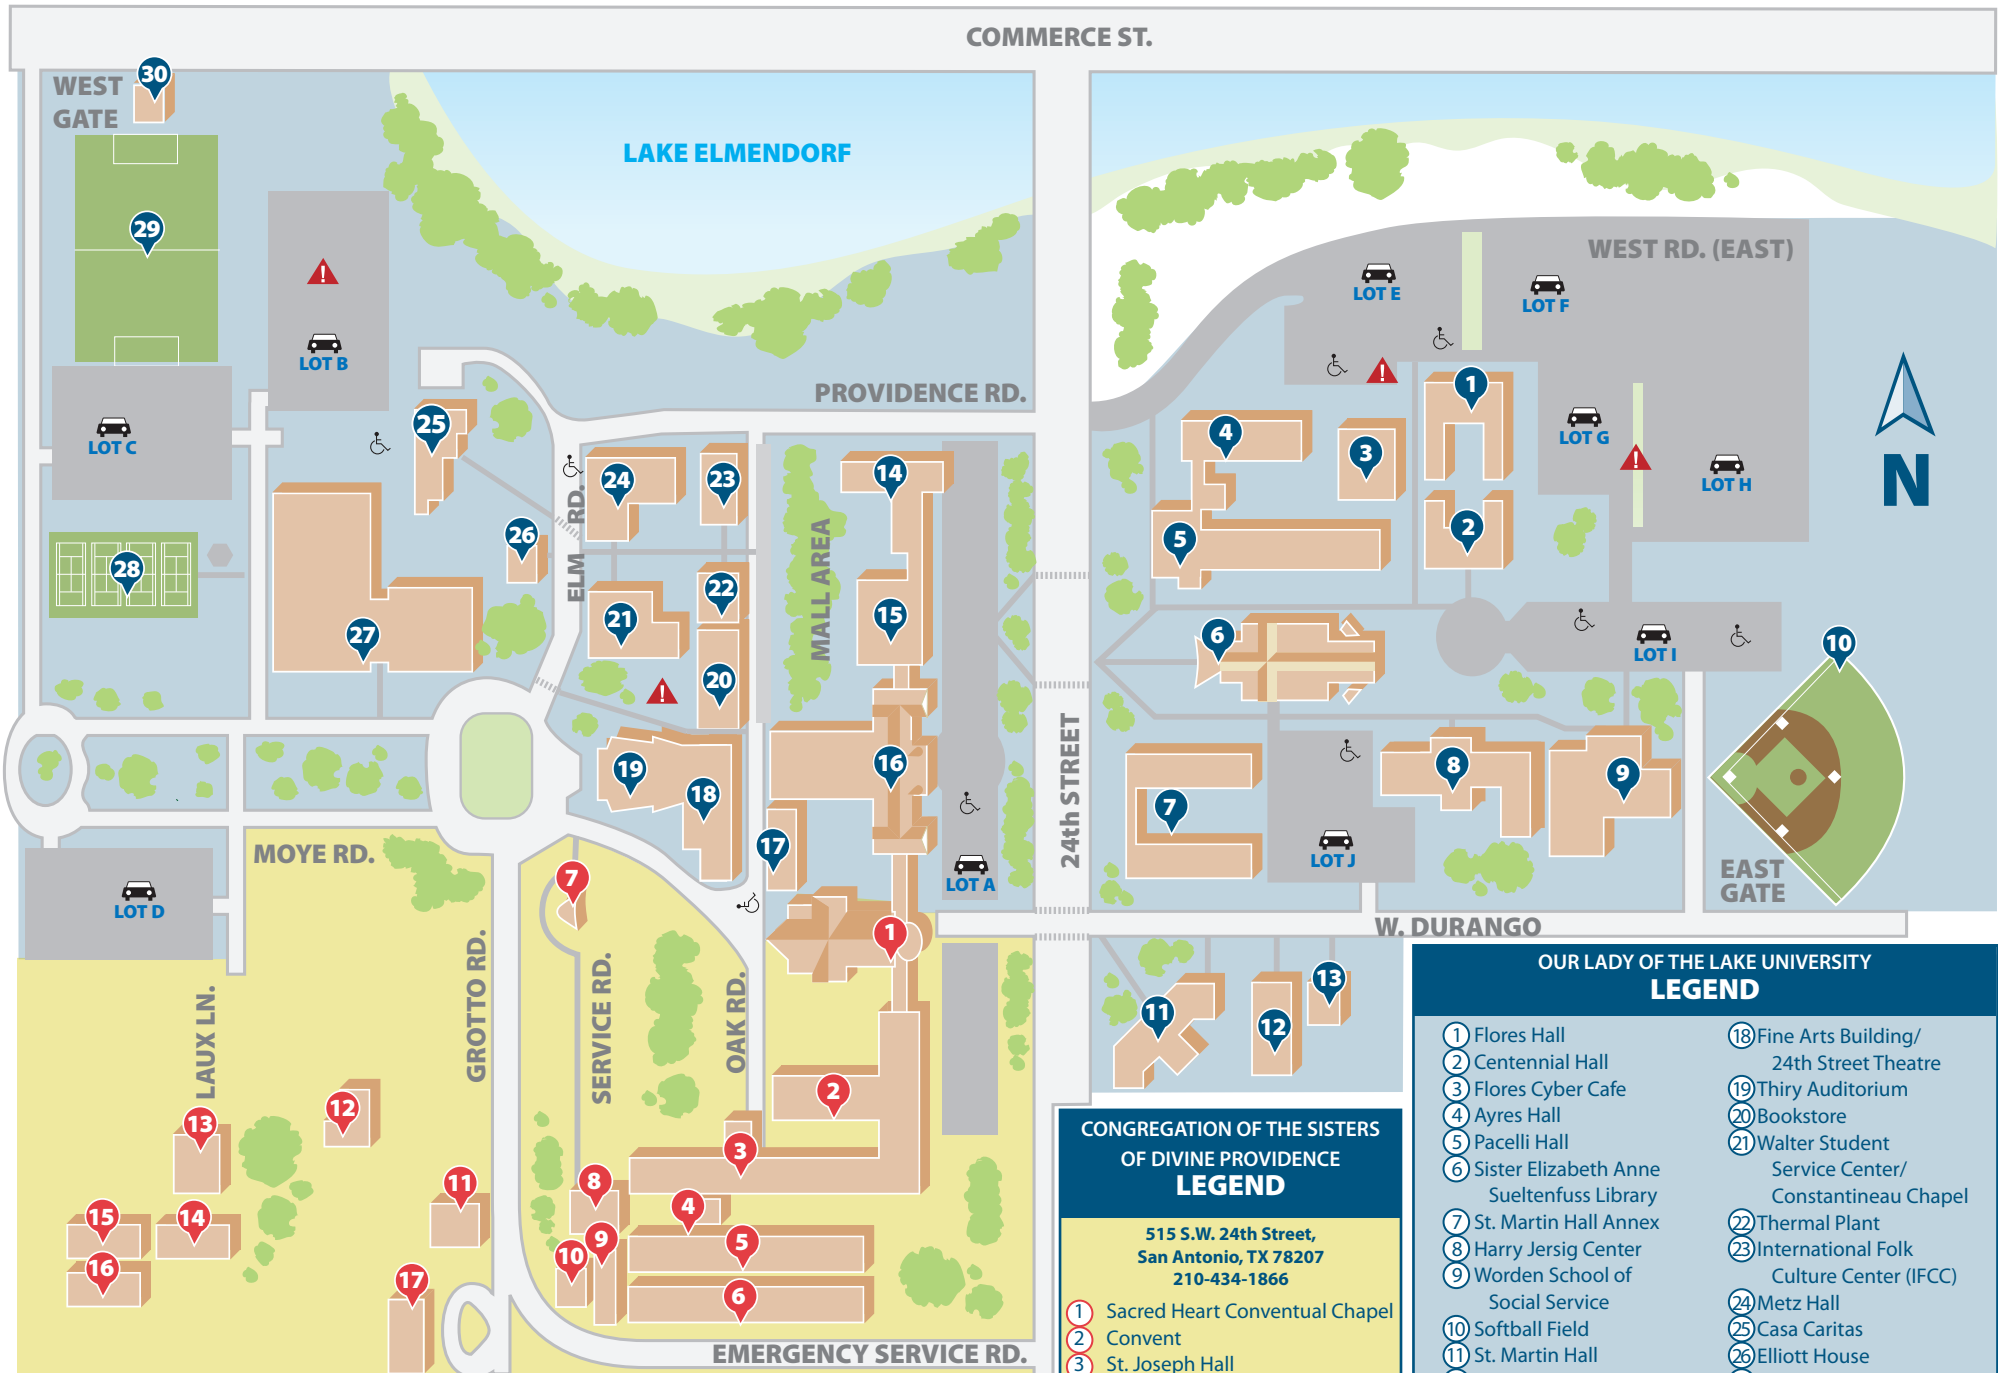 COMMERCE ST.
WEST
GATE
30
29
LAKE ELMENDORF
WEST RD. (EAST)
LOT E
LOT F
LOT B
PROVIDENCE RD.
LOT C
25
24
23
14
4
3
1
LOT G
LOT H
N
26
ELM RD.
MALL AREA
5
2
28
22
27
21
15
6
LOT I
10
20
24th STREET
19
18
16
7
8
9
17
LOT J
MOYE RD.
LOT D
7
LOT A
EAST
GATE
1
W. DURANGO
LAUX LN.
GROTTO RD.
SERVICE RD.
OAK RD.
11
12
13
2
12
13
3
11
8
4
15
14
9
5
10
16
17
6
EMERGENCY SERVICE RD.
CONGREGATION OF THE SISTERS
OF DIVINE PROVIDENCE
LEGEND
515 S.W. 24th Street,
San Antonio, TX 78207
210-434-1866
1 Sacred Heart Conventual Chapel
2 Convent
3 St. Joseph Hall
OUR LADY OF THE LAKE UNIVERSITY
LEGEND
1 Flores Hall
2 Centennial Hall
3 Flores Cyber Cafe
4 Ayres Hall
5 Pacelli Hall
6 Sister Elizabeth Anne
Sueltenfuss Library
7 St. Martin Hall Annex
8 Harry Jersig Center
9 Worden School of
Social Service
10 Softball Field
11 St. Martin Hall
18 Fine Arts Building/
24th Street Theatre
19 Thiry Auditorium
20 Bookstore
21 Walter Student
Service Center/
Constantineau Chapel
22 Thermal Plant
23 International Folk
Culture Center (IFCC)
24 Metz Hall
25 Casa Caritas
26 Elliott House